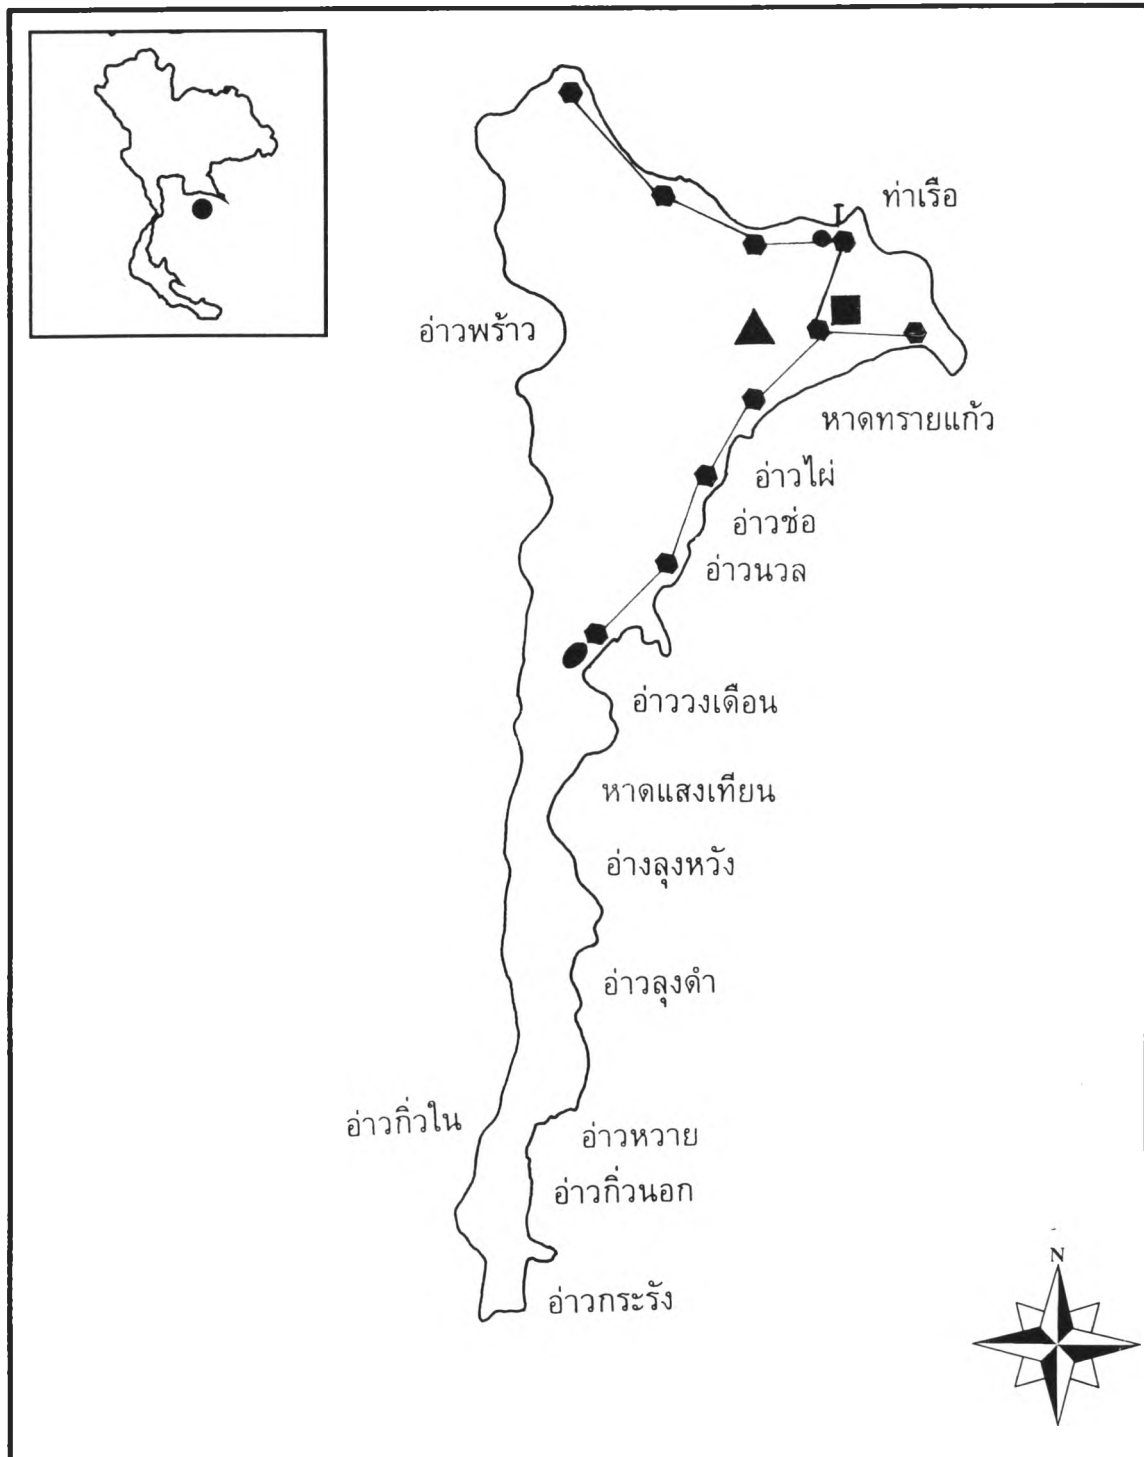 ท่าเรือ
อ่าวพร้าว
หาดทรายแก้ว
อ่าวไผ่
อ่าวช่อ
อ่าวนวล
อ่าววงเดือน
หาดแสงเทียน
อ่างลุงหวัง
อ่าวลุงดำ
อ่าวกิ่วใน
อ่าวหวาย
อ่าวกิ่วนอก
N
อ่าวกระรัง